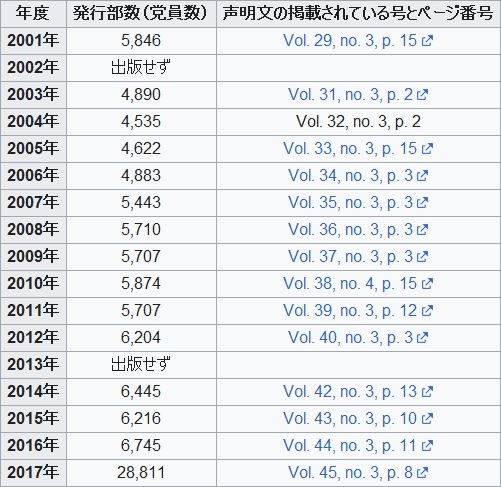 年度 発行部数（党員数） 声明文の掲載されている号とページ番号
2001年 5,846 Vol. 29, no. 3, p. 15
2002年 出版せず
2003年 4,890 Vol. 31, no. 3, p. 2
2004年 4,535 Vol. 32, no. 3, p. 2
2005年 4,622 Vol. 33, no. 3, p. 15
2006年 4,883 Vol. 34, no. 3, p. 3
2007年 5,443 Vol. 35, no. 3, p. 3
2008年 5,710 Vol. 36, no. 3, p. 3
2009年 5,707 Vol. 37, no. 3, p. 3
2010年 5,874 Vol. 38, no. 4, p. 15
2011年 5,707 Vol. 39, no. 3, p. 12
2012年 6,204 Vol. 40, no. 3, p. 3
2013年 出版せず
2014年 6,445 Vol. 42, no. 3, p. 13
2015年 6,216 Vol. 43, no. 3, p. 10
2016年 6,745 Vol. 44, no. 3, p. 11
2017年 28,811 Vol. 45, no. 3, p. 8